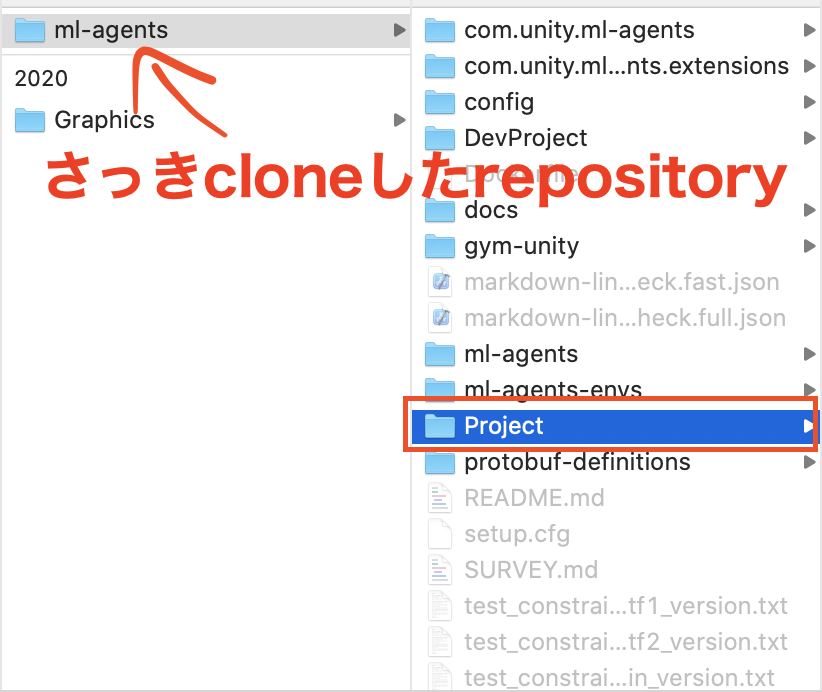 ml-agents
2020
Graphics
さっきcloneしたrepository
com.unity.ml-agents
com.unity.ml...nts.extensions
config
DevProject
Dockerfile
docs
gym-unity
markdown-lin...eck.fast.json
markdown-lin...heck.full.json
ml-agents
ml-agents-envs
Project
protobuf-definitions
README.md
setup.cfg
SURVEY.md
test_constrai...tf1_version.txt
test_constrai...tf2_version.txt
test_constrai...in_version.txt